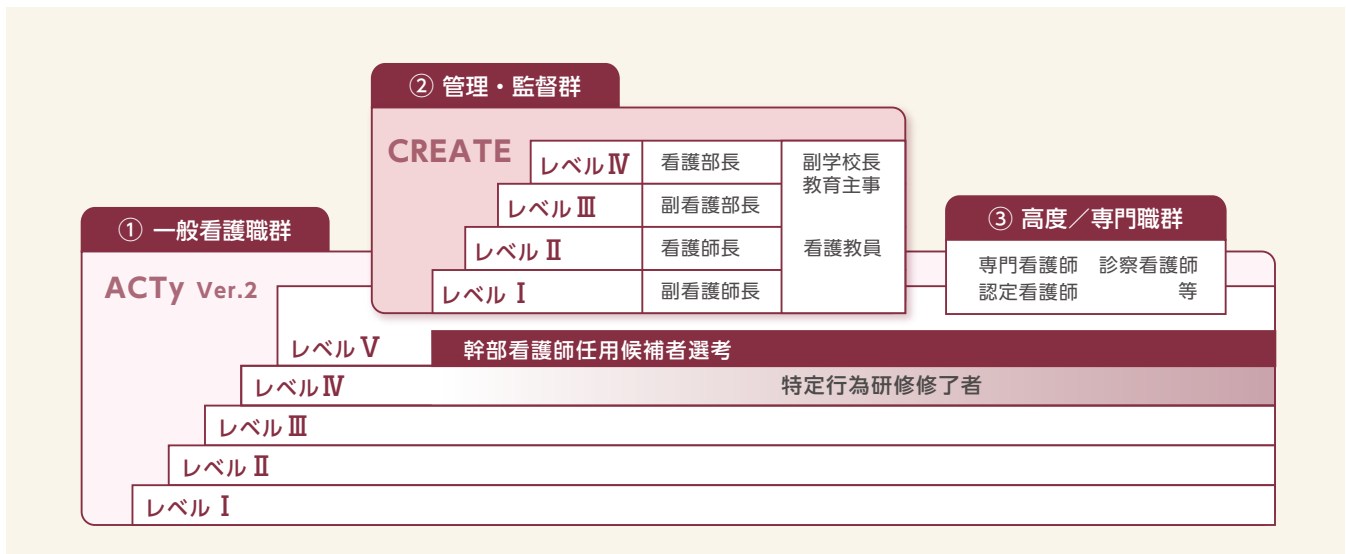 ② 管理・監督群
CREATE
レベルⅣ 看護部長 副学校長
教育主事
レベルⅢ 副看護部長
レベルⅡ 看護師長 看護教員
レベルⅠ 副看護師長
① 一般看護職群
ACTy Ver.2
③ 高度／専門職群
専門看護師 診察看護師
認定看護師 等
レベルⅤ 幹部看護師任用候補者選考
レベルⅣ 特定行為研修修了者
レベルⅢ
レベルⅡ
レベルⅠ